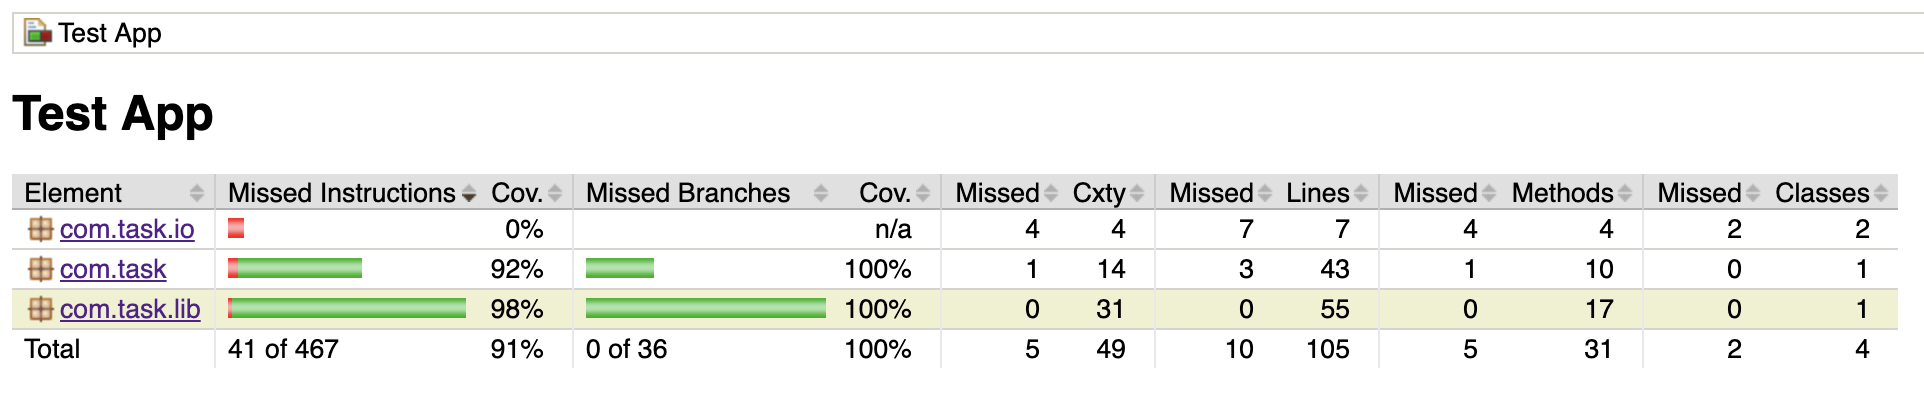 Test App
Test App
Element Missed Instructions Cov. Missed Branches Cov. Missed Cxty Missed Lines Missed Methods Missed Classes
com.task.io 0% n/a 4 4 7 7 4 4 2 2
com.task 92% 100% 1 14 3 43 1 10 0 1
com.task.lib 98% 100% 0 31 0 55 0 17 0 1
Total 41 of 467 91% 0 of 36 100% 5 49 10 105 5 31 2 4